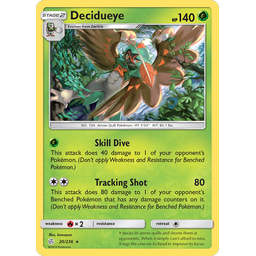 STAGE 2
Decidueye
HP 140
Evolves from Dartrix
NO. 724 Arrow Quill Pokémon HT: 5'03" WT: 80.7 lbs.
Skill Dive
This attack does 40 damage to 1 of your opponent's
Pokémon. (Don't apply Weakness and Resistance for Benched
Pokémon.)
Tracking Shot 80
This attack does 80 damage to 1 of your opponent's
Benched Pokémon that has any damage counters on it.
(Don't apply Weakness and Resistance for Benched Pokémon.)
weakness ×2 resistance retreat
20/236